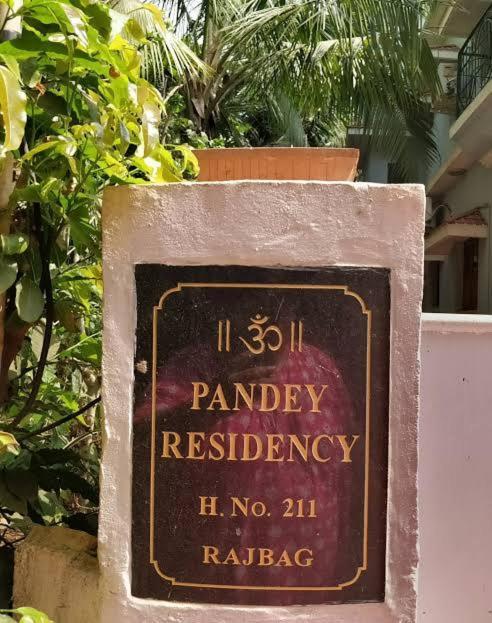 || ॐ ||
PANDEY
RESIDENCY
H. No. 211
RAJBAG